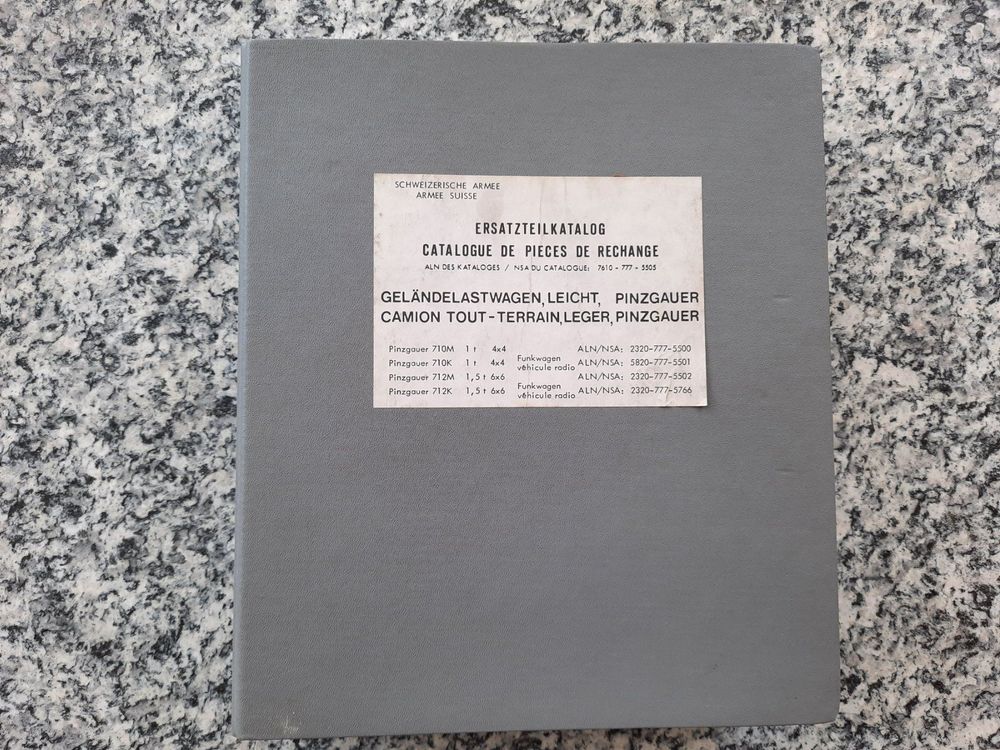 SCHWEIZERISCHE ARMEE
ARMEE SUISSE
ERSATZTEILKATALOG
CATALOGUE DE PIECES DE RECHANGE
ALN DES KATALOGES / NSA DU CATALOGUE: 7610-777-5505
GELÄNDELASTWAGEN, LEICHT, PINZGAUER
CAMION TOUT-TERRAIN, LEGER, PINZGAUER
Pinzgauer 710M 1 t 4x4 ALN/NSA: 2320-777-5500
Pinzgauer 710K 1 t 4x4 Funkwagen véhicule radio ALN/NSA: 5820-777-5501
Pinzgauer 712M 1,5 t 6x6 ALN/NSA: 2320-777-5502
Pinzgauer 712K 1,5 t 6x6 Funkwagen véhicule radio ALN/NSA: 2320-777-5766